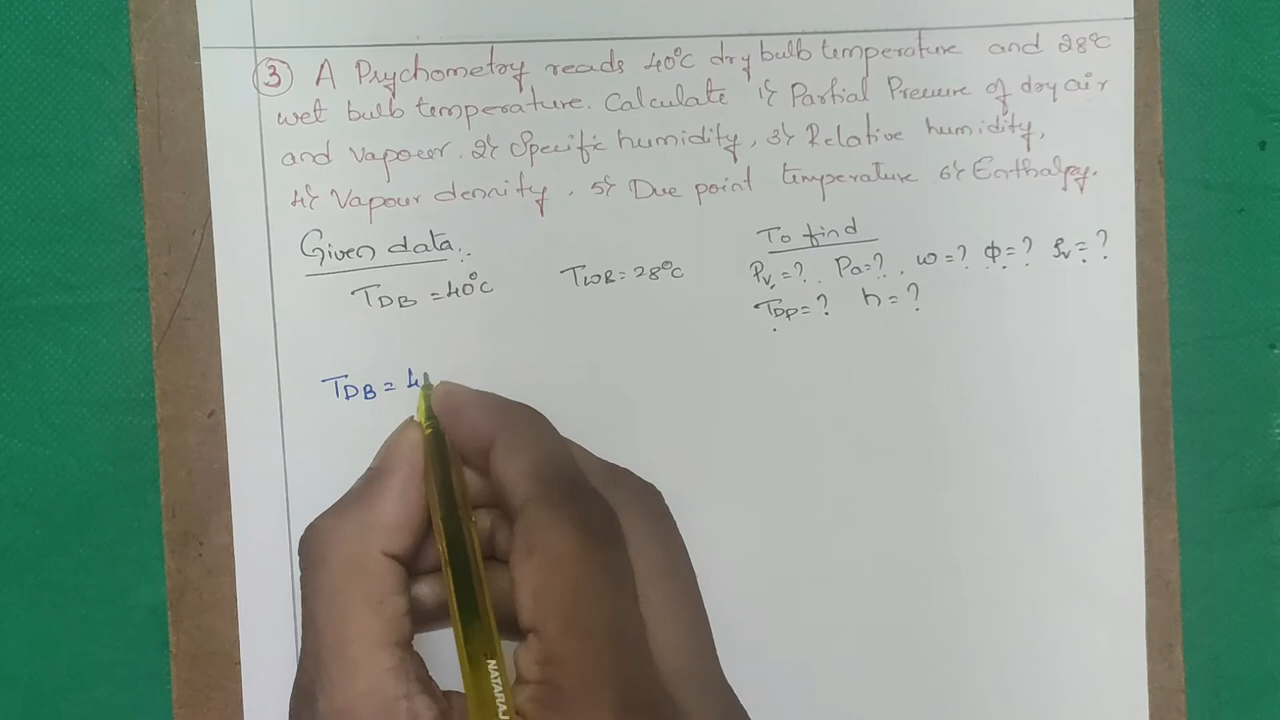 3 A Psychometry reads 40°C dry bulb temperature and 28°C
wet bulb temperature. Calculate 1} Partial Pressure of dry air
and vapour. 2} Specific humidity, 3} Relative humidity,
4} Vapour density. 5} Due point temperature 6} Enthalpy.
Given data
To find
TDB = 40°C TWB = 28°C Pv = ? Pa = ? . ω = ? Φ = ? ρv = ?
TDP = ? h = ?
TDB = 4
NATARAJ